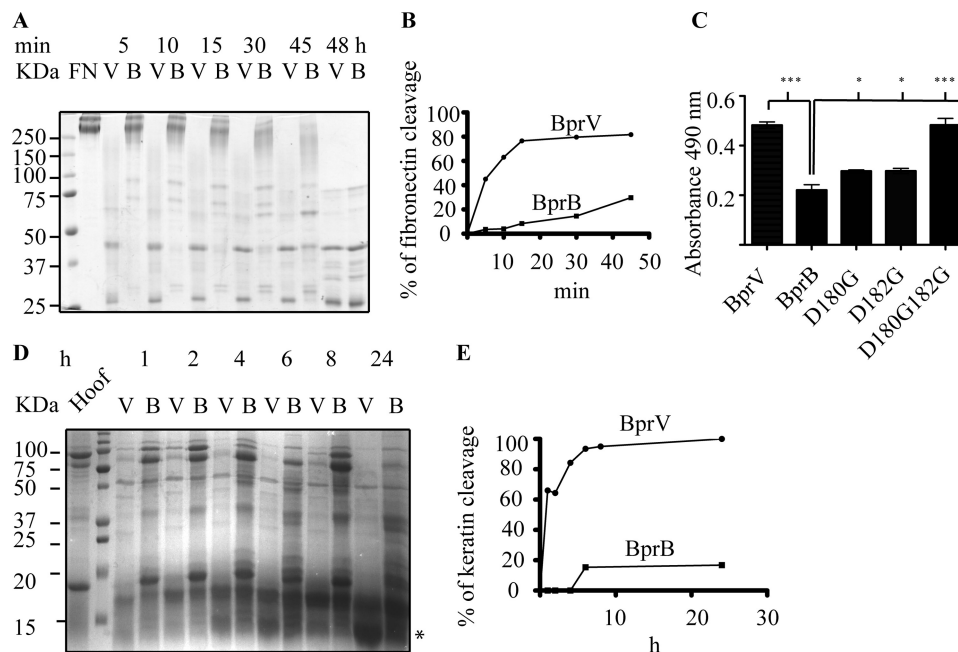 A
min 5 10 15 30 45 48 h
KDa FN V B V B V B V B V B V B
250
150
100
75
50
37
25
B
% of fibronectin cleavage
100
80
60
40
20
0
BprV
BprB
10 20 30 40 50
min
C
*** * * ***
Absorbance 490 nm
0.6
0.4
0.2
BprV
BprB
D180G
D182G
D180G182G
D
h 1 2 4 6 8 24
KDa Hoof V B V B V B V B V B V B
100
75
50
37
25
20
15
*
E
% of keratin cleavage
100
80
60
40
20
0
BprV
BprB
10 20 30
h